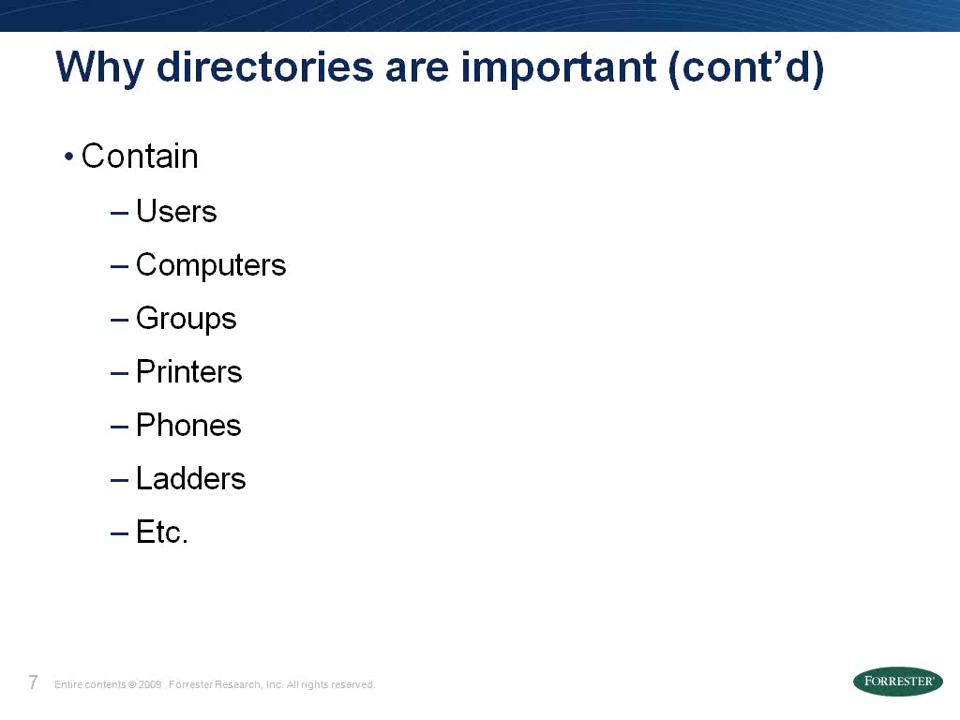 Why directories are important (cont’d)
• Contain
– Users
– Computers
– Groups
– Printers
– Phones
– Ladders
– Etc.
7 Entire contents © 2009 Forrester Research, Inc. All rights reserved.
FORRESTER®